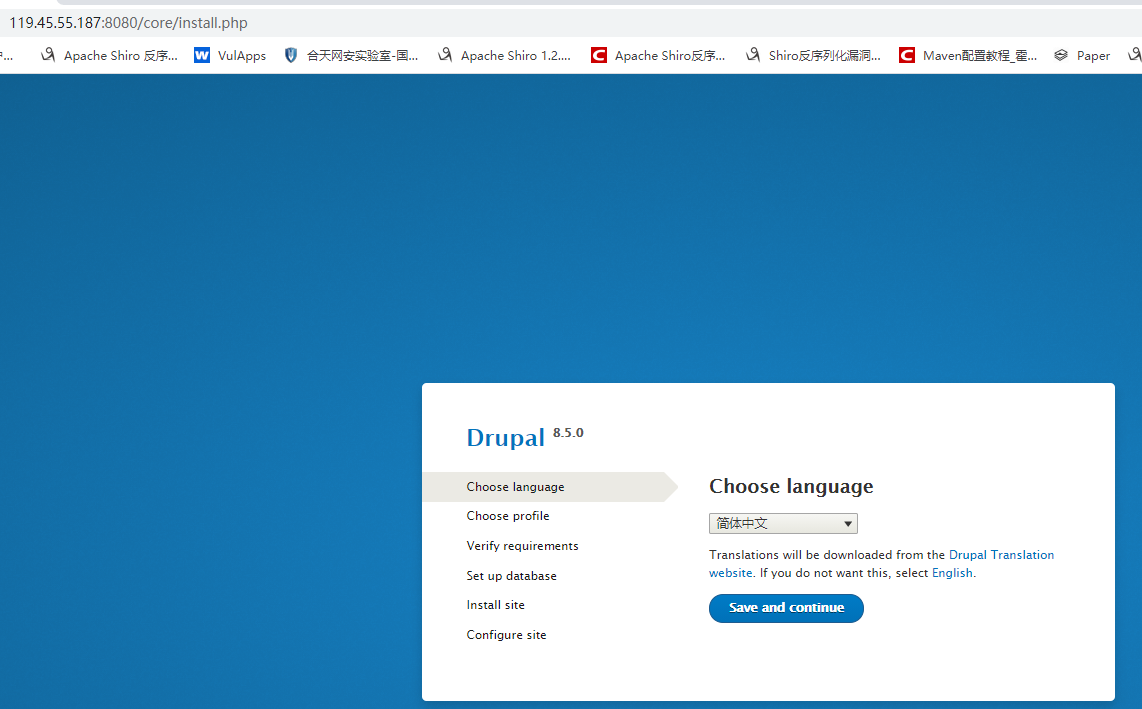 119.45.55.187:8080/core/install.php
... Apache Shiro 反序... VulApps 合天网安实验室-国... Apache Shiro 1.2.... Apache Shiro反序... Shiro反序列化漏洞... Maven配置教程_霍... Paper
Drupal 8.5.0
Choose language
Choose profile
Verify requirements
Set up database
Install site
Configure site
Choose language
简体中文
Translations will be downloaded from the Drupal Translation
website. If you do not want this, select English.
Save and continue